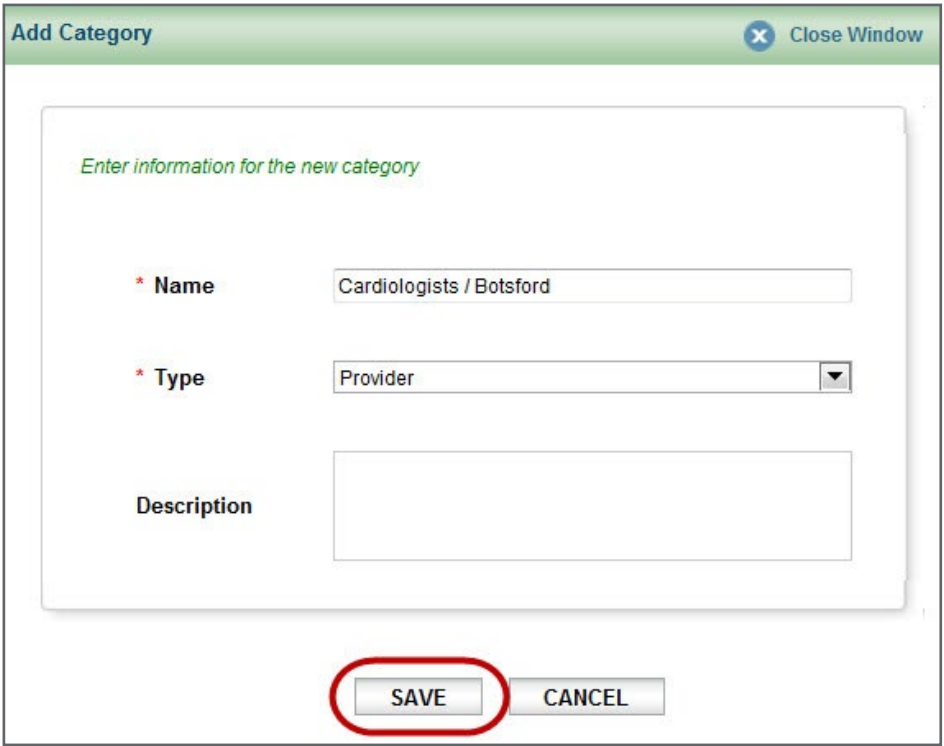 Add Category
Close Window
Enter information for the new category
* Name
Cardiologists / Botsford
* Type
Provider
Description
SAVE
CANCEL